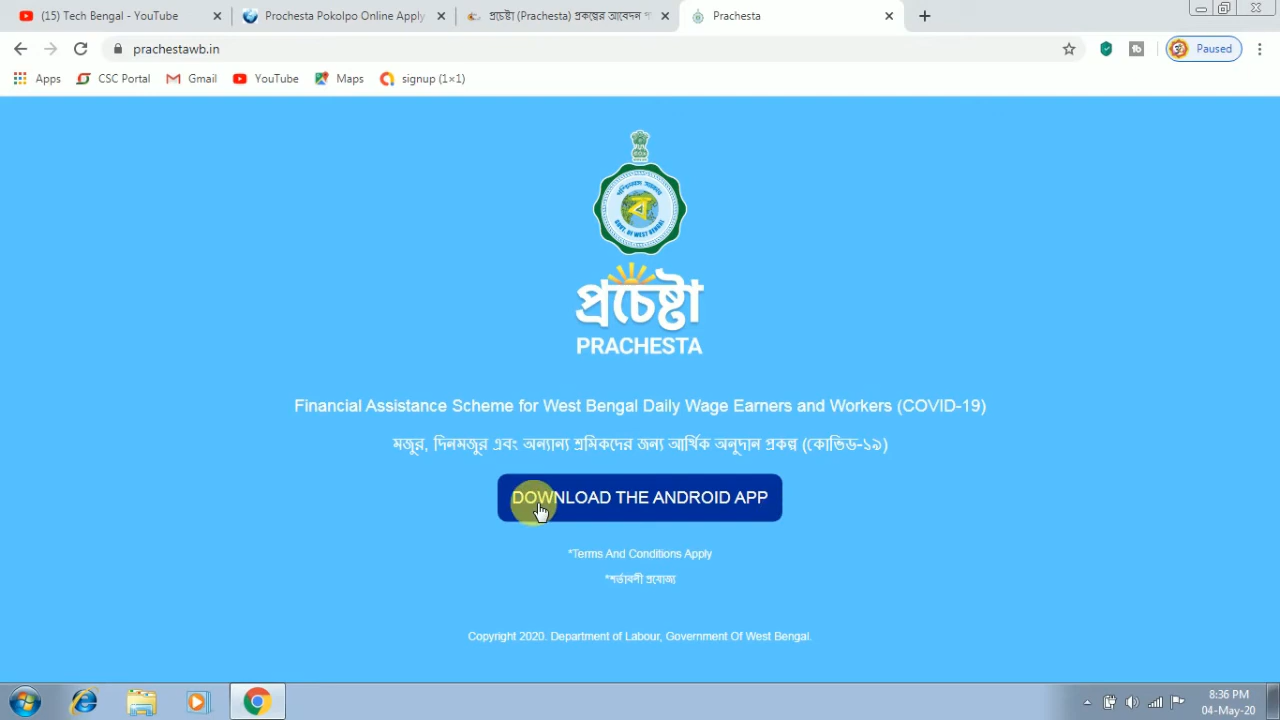 (15) Tech Bengal - YouTube
Prochesta Pokolpo Online Apply
প্রচেষ্টা (Prachesta) প্রকল্পের আবেদন
Prachesta
prachestawb.in
Paused
Apps
CSC Portal
Gmail
YouTube
Maps
signup (1×1)
GOVT. OF WEST BENGAL
প্রচেষ্টা
PRACHESTA
Financial Assistance Scheme for West Bengal Daily Wage Earners and Workers (COVID-19)
মজুর, দিনমজুর এবং অন্যান্য শ্রমিকদের জন্য আর্থিক অনুদান প্রকল্প (কোভিড-১৯)
DOWNLOAD THE ANDROID APP
*Terms And Conditions Apply
*শর্তাবলী প্রযোজ্য
Copyright 2020. Department of Labour, Government Of West Bengal.
8:36 PM
04-May-20